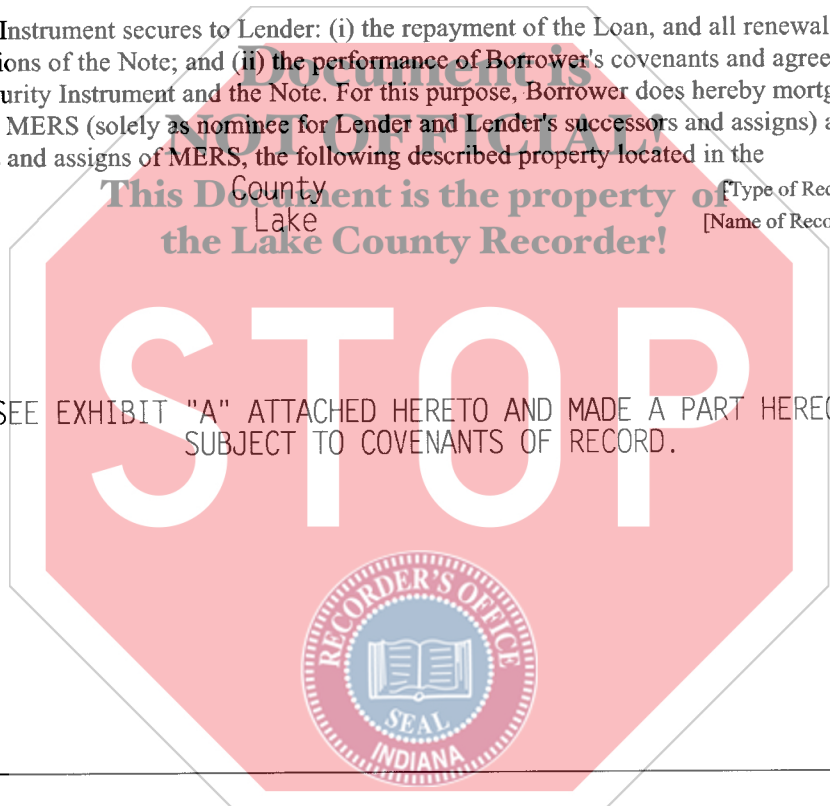 Instrument secures to Lender: (i) the repayment of the Loan, and all renewal
ions of the Note; and (ii) the performance of Borrower's covenants and agree
urity Instrument and the Note. For this purpose, Borrower does hereby mortg
MERS (solely as nominee for Lender and Lender's successors and assigns) a
and assigns of MERS, the following described property located in the
County [Type of Rec
Lake [Name of Reco
Document is
NOT OFFICIAL!
This Document is the property of
the Lake County Recorder!
STOP
SEE EXHIBIT "A" ATTACHED HERETO AND MADE A PART HEREO
SUBJECT TO COVENANTS OF RECORD.
RECORDER'S OFFICE
SEAL
INDIANA